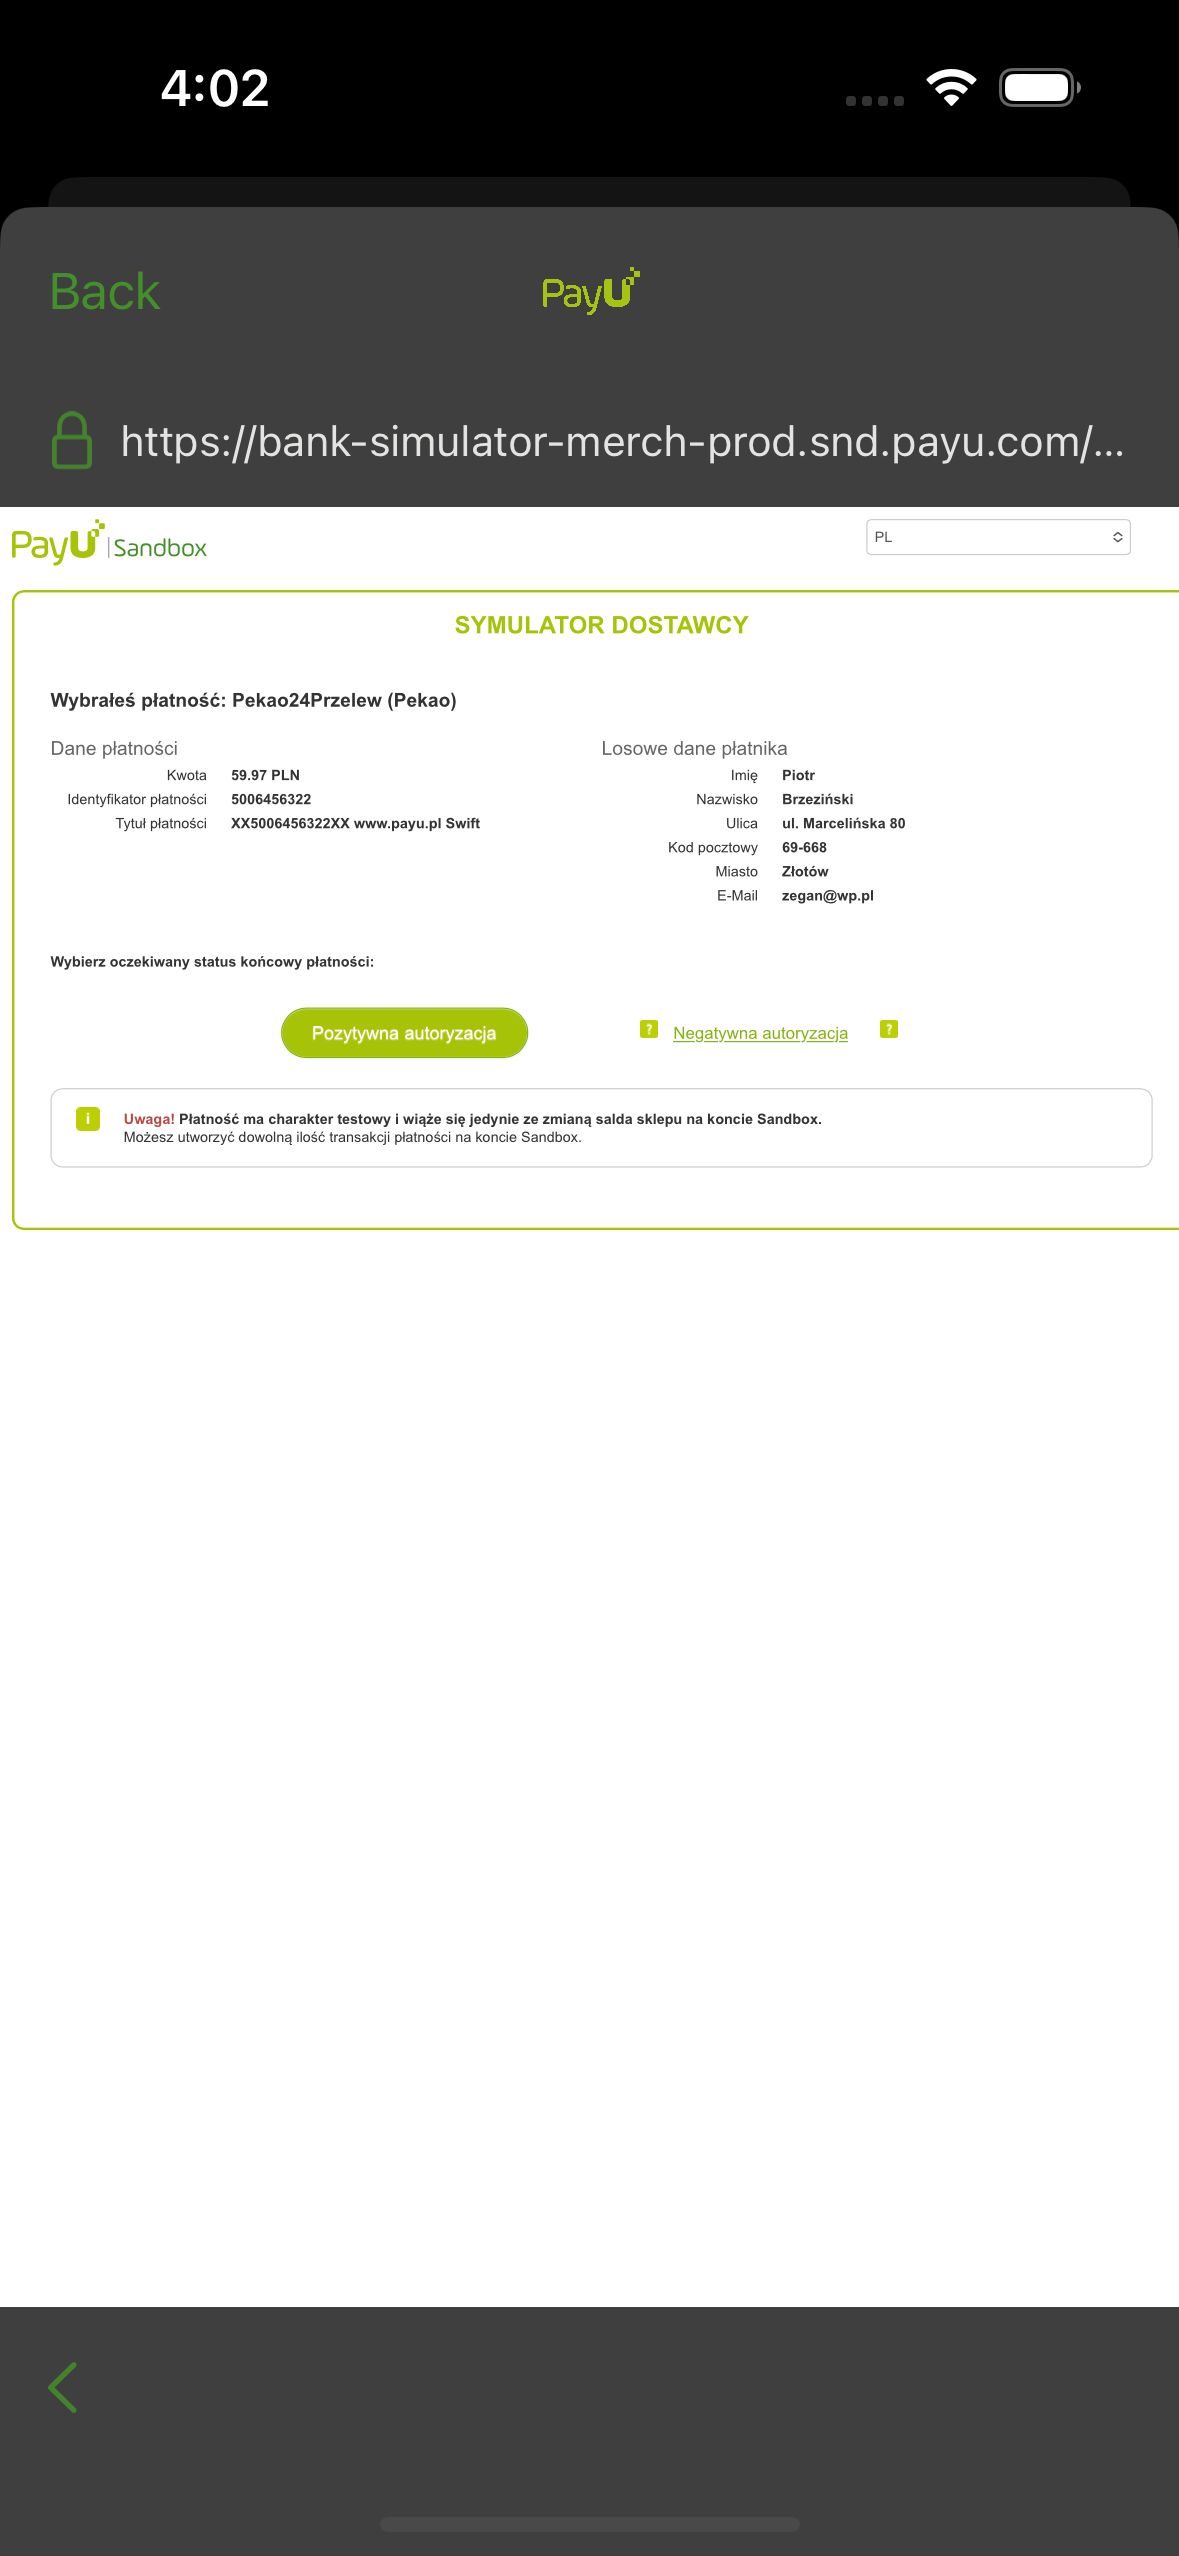 4:02
Back
PayU
https://bank-simulator-merch-prod.snd.payu.com/...
PayU | Sandbox
PL
SYMULATOR DOSTAWCY
Wybrałeś płatność: Pekao24Przelew (Pekao)
Dane płatności
Kwota 59.97 PLN
Identyfikator płatności 5006456322
Tytuł płatności XX5006456322XX www.payu.pl Swift
Losowe dane płatnika
Imię Piotr
Nazwisko Brzeziński
Ulica ul. Marcelińska 80
Kod pocztowy 69-668
Miasto Złotów
E-Mail zegan@wp.pl
Wybierz oczekiwany status końcowy płatności:
Pozytywna autoryzacja ? Negatywna autoryzacja ?
i Uwaga! Płatność ma charakter testowy i wiąże się jedynie ze zmianą salda sklepu na koncie Sandbox.
Możesz utworzyć dowolną ilość transakcji płatności na koncie Sandbox.